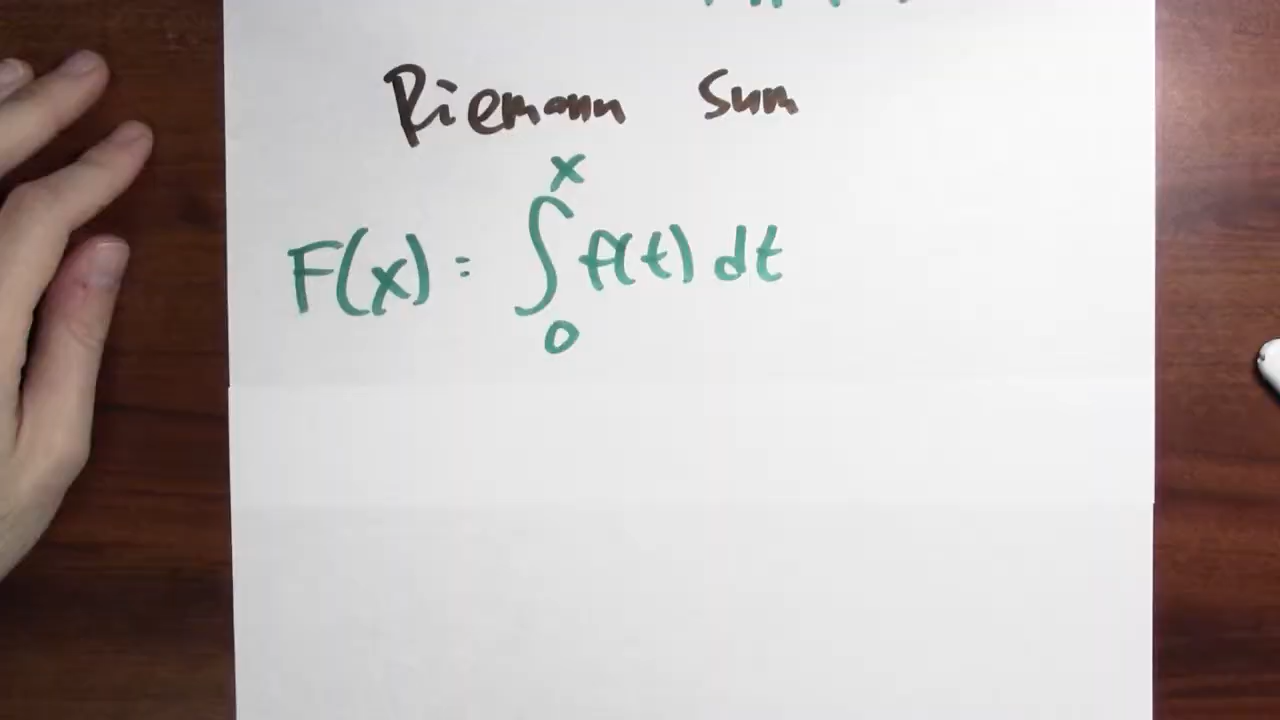 Riemann Sum
F(x) = ∫₀ˣ f(t) dt